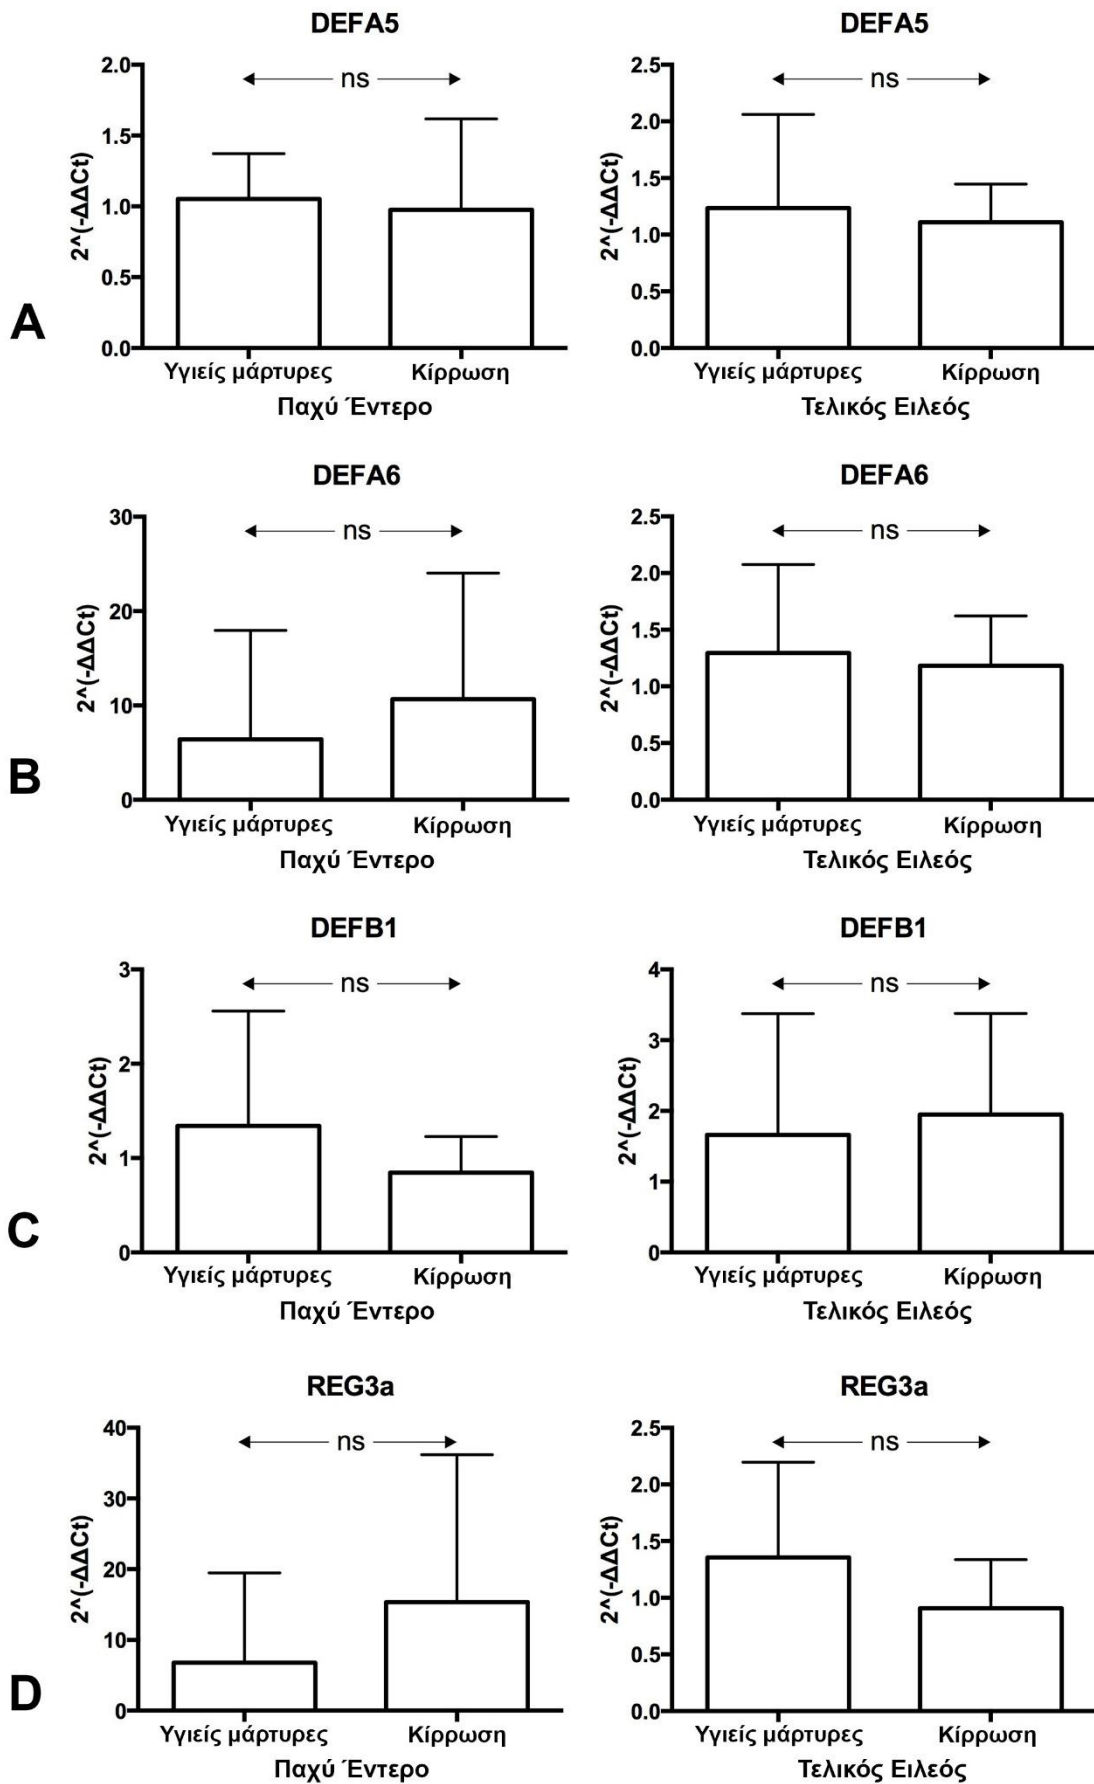 DEFA5
2^(-ΔΔCt)
2.0
1.5
1.0
0.5
0.0
ns
Υγιείς μάρτυρες
Κίρρωση
Παχύ Έντερο
DEFA5
2^(-ΔΔCt)
2.5
2.0
1.5
1.0
0.5
0.0
ns
Υγιείς μάρτυρες
Κίρρωση
Τελικός Ειλεός
A
DEFA6
2^(-ΔΔCt)
30
20
10
0
ns
Υγιείς μάρτυρες
Κίρρωση
Παχύ Έντερο
DEFA6
2^(-ΔΔCt)
2.5
2.0
1.5
1.0
0.5
0.0
ns
Υγιείς μάρτυρες
Κίρρωση
Τελικός Ειλεός
B
DEFB1
2^(-ΔΔCt)
3
2
1
0
ns
Υγιείς μάρτυρες
Κίρρωση
Παχύ Έντερο
DEFB1
2^(-ΔΔCt)
4
3
2
1
0
ns
Υγιείς μάρτυρες
Κίρρωση
Τελικός Ειλεός
C
REG3a
2^(-ΔΔCt)
40
30
20
10
0
ns
Υγιείς μάρτυρες
Κίρρωση
Παχύ Έντερο
REG3a
2^(-ΔΔCt)
2.5
2.0
1.5
1.0
0.5
0.0
ns
Υγιείς μάρτυρες
Κίρρωση
Τελικός Ειλεός
D